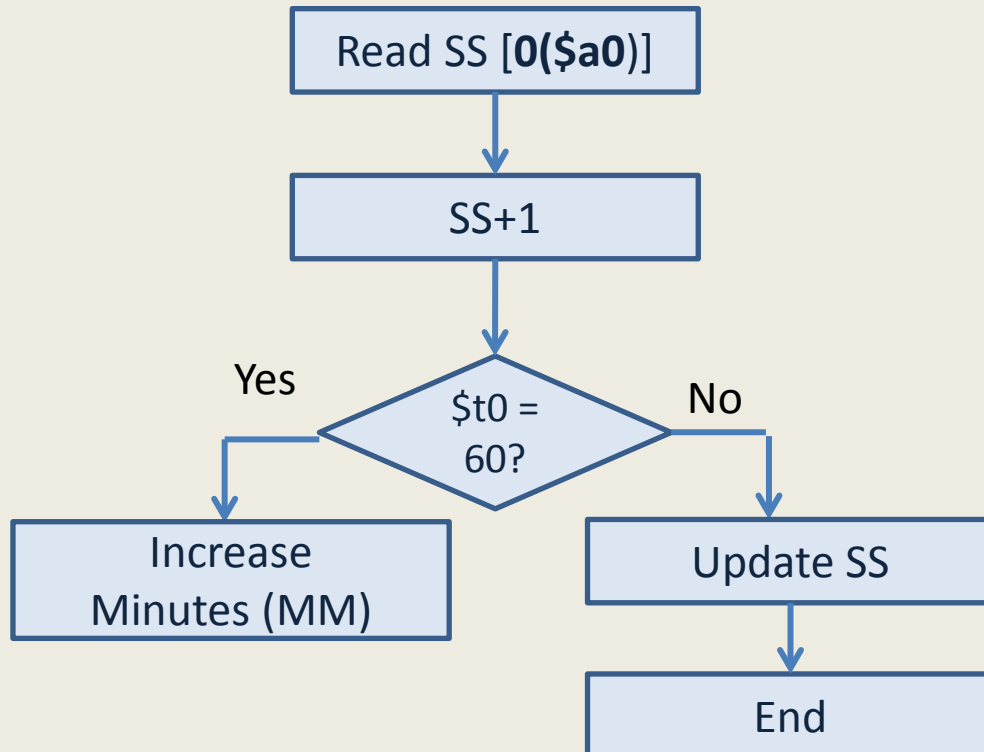 Read SS [0($a0)]
SS+1
Yes
$t0 =
60?
No
Increase
Minutes (MM)
Update SS
End